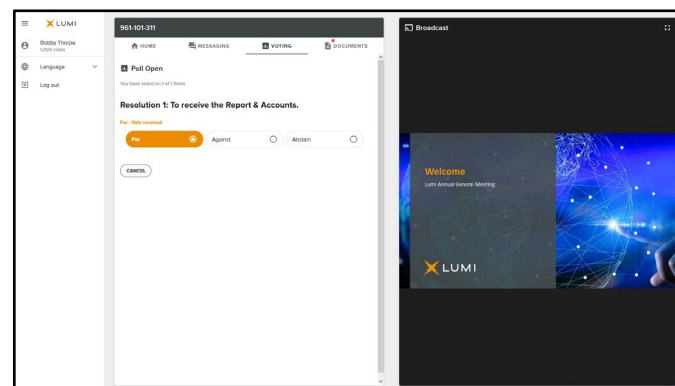 LUMI
Bobby Thorpe
1,009 votes
Language
Log out
961-101-311
HOME
MESSAGING
VOTING
DOCUMENTS
Poll Open
You have voted on 1 of 1 items
Resolution 1: To receive the Report & Accounts.
For - Vote received
For
Against
Abstain
CANCEL
Broadcast
Welcome
Lumi Annual General Meeting
LUMI